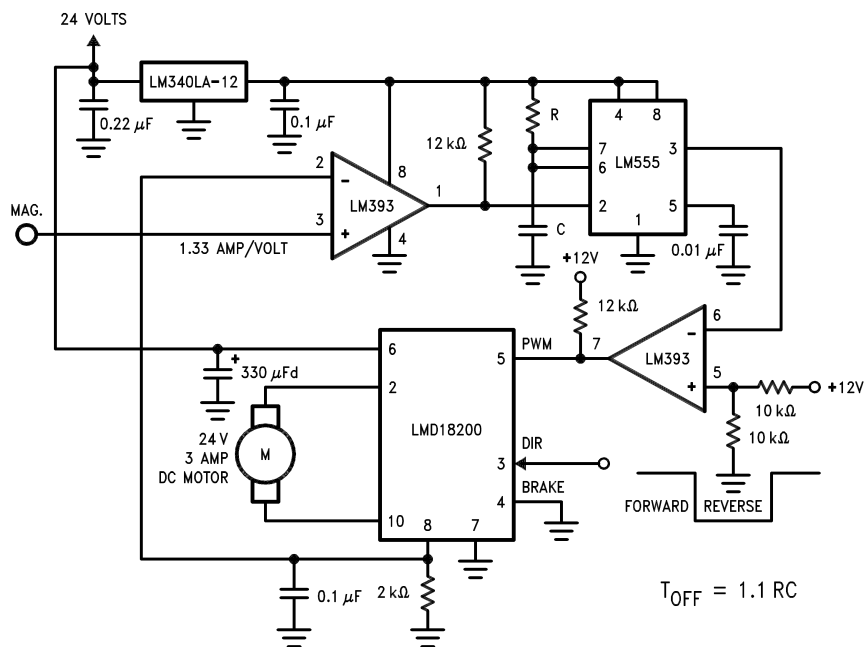 24 VOLTS
LM340LA-12
0.22 μF
0.1 μF
12 kΩ
R
4
8
7
6
LM555
3
2
5
1
C
0.01 μF
MAG.
2
3
LM393
8
1
4
1.33 AMP/VOLT
+12V
12 kΩ
PWM
7
6
5
LM393
+12V
10 kΩ
10 kΩ
330 μFd
6
2
5
LMD18200
DIR
3
BRAKE
4
10
8
7
24 V
3 AMP
DC MOTOR
M
FORWARD
REVERSE
0.1 μF
2 kΩ
TOFF = 1.1 RC